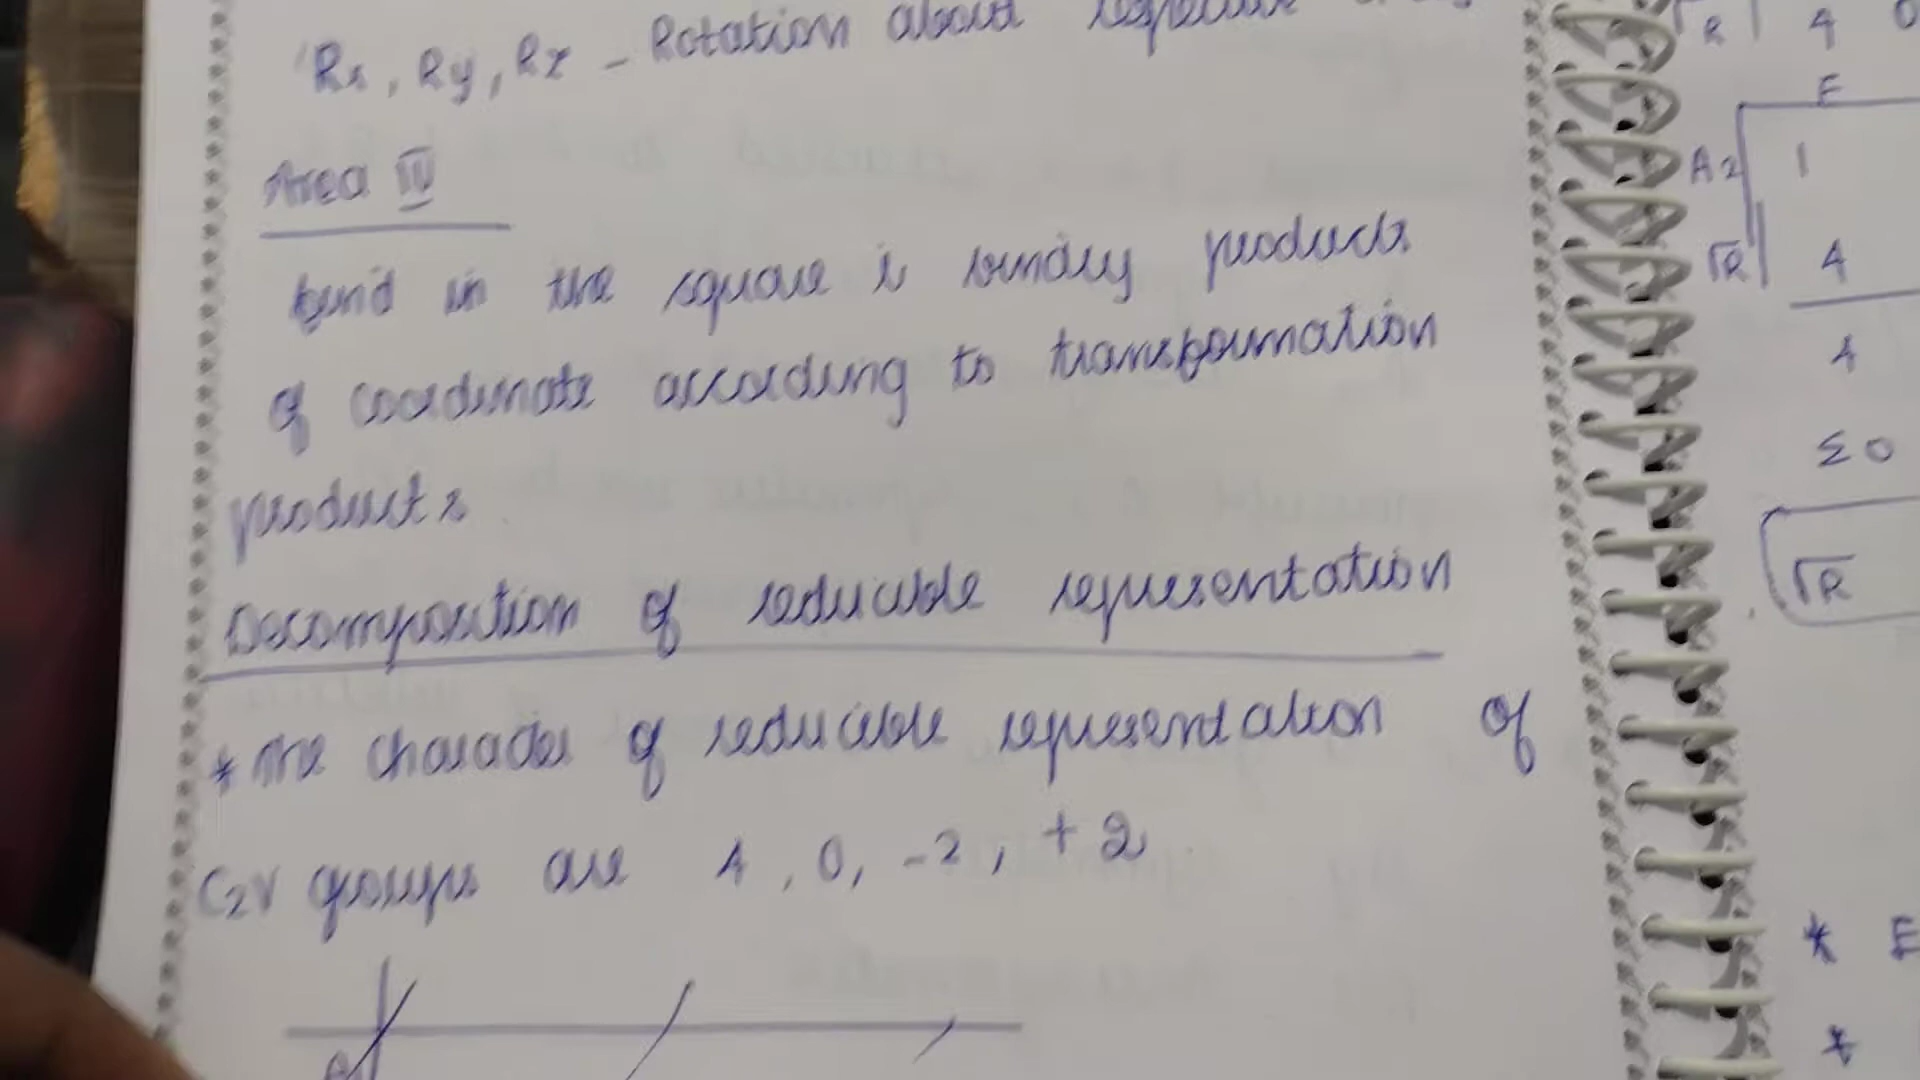 Rx, Ry, Rz - Rotation about
Area IV
bend in the square is binary products
of coordinate according to transformation
products
Decomposition of reducible representation
* The character of reducible representation of
C2V groups are 4, 0, -2, +2
R 4 0
E
A2 1
ΓR 4
4
Σ 0
ΓR
* E
*